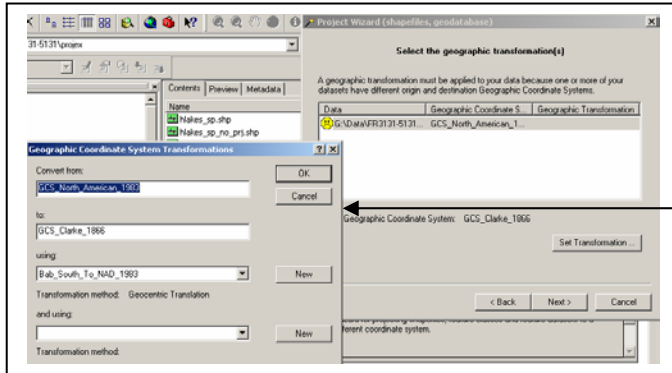 31-5131\projex
Contents Preview Metadata
Name
hlakes_sp.shp
hlakes_sp_no_prj.shp
Geographic Coordinate System Transformations
Convert from:
GCS_North_American_1983
to:
GCS_Clarke_1866
using:
Bab_South_To_NAD_1983
Transformation method: Geocentric Translation
and using:
Transformation method:
OK
Cancel
New
New
Project Wizard (shapefiles, geodatabase)
Select the geographic transformation(s)
A geographic transformation must be applied to your data because one or more of your
datasets have different origin and destination Geographic Coordinate Systems.
Data Geographic Coordinate S... Geographic Transformation
G:\Data\FR3131-5131... GCS_North_American_1...
Geographic Coordinate System: GCS_Clarke_1866
Set Transformation ...
< Back Next > Cancel
ferent coordinate system.